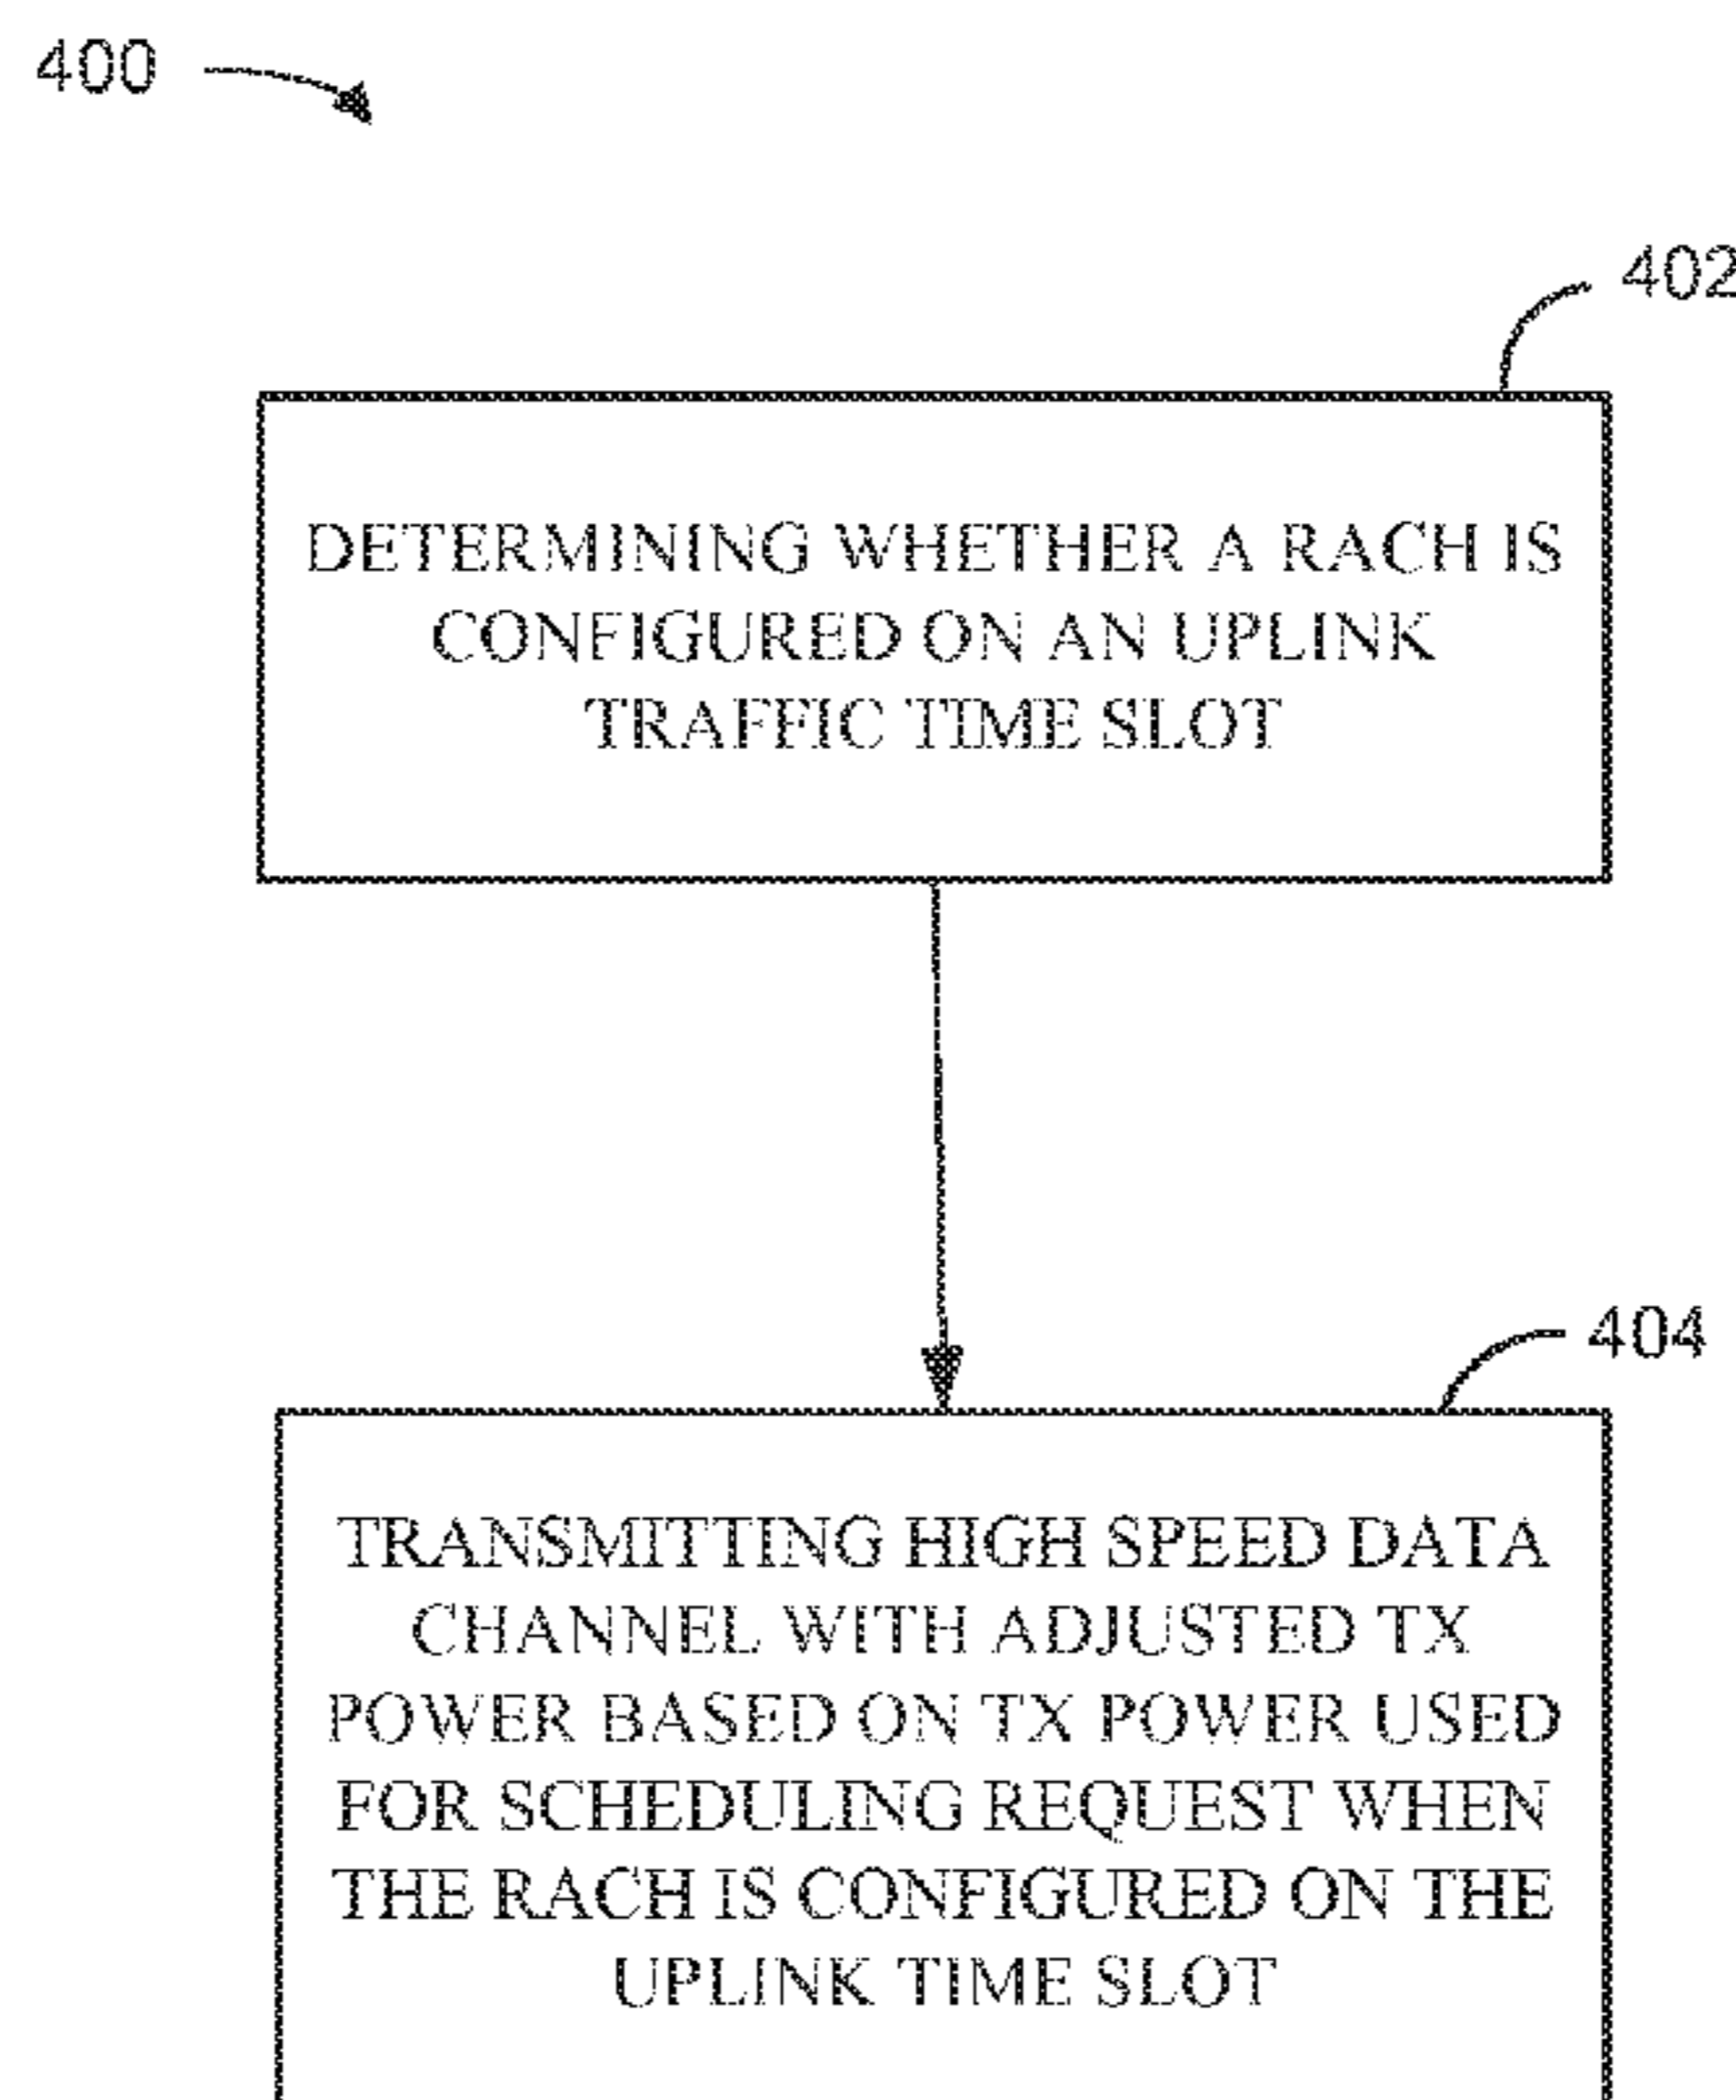 400
402
DETERMINING WHETHER A RACH IS
CONFIGURED ON AN UPLINK
TRAFFIC TIME SLOT
404
TRANSMITTING HIGH SPEED DATA
CHANNEL WITH ADJUSTED TX
POWER BASED ON TX POWER USED
FOR SCHEDULING REQUEST WHEN
THE RACH IS CONFIGURED ON THE
UPLINK TIME SLOT